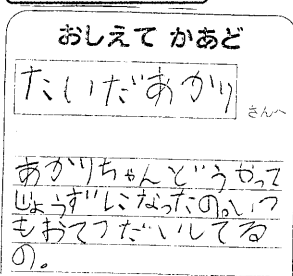 おしえて かあど
たいだあかり
さんへ
あかりちゃんどうやって
じょうずになったの。いつ
もおてつだいしてる
の。